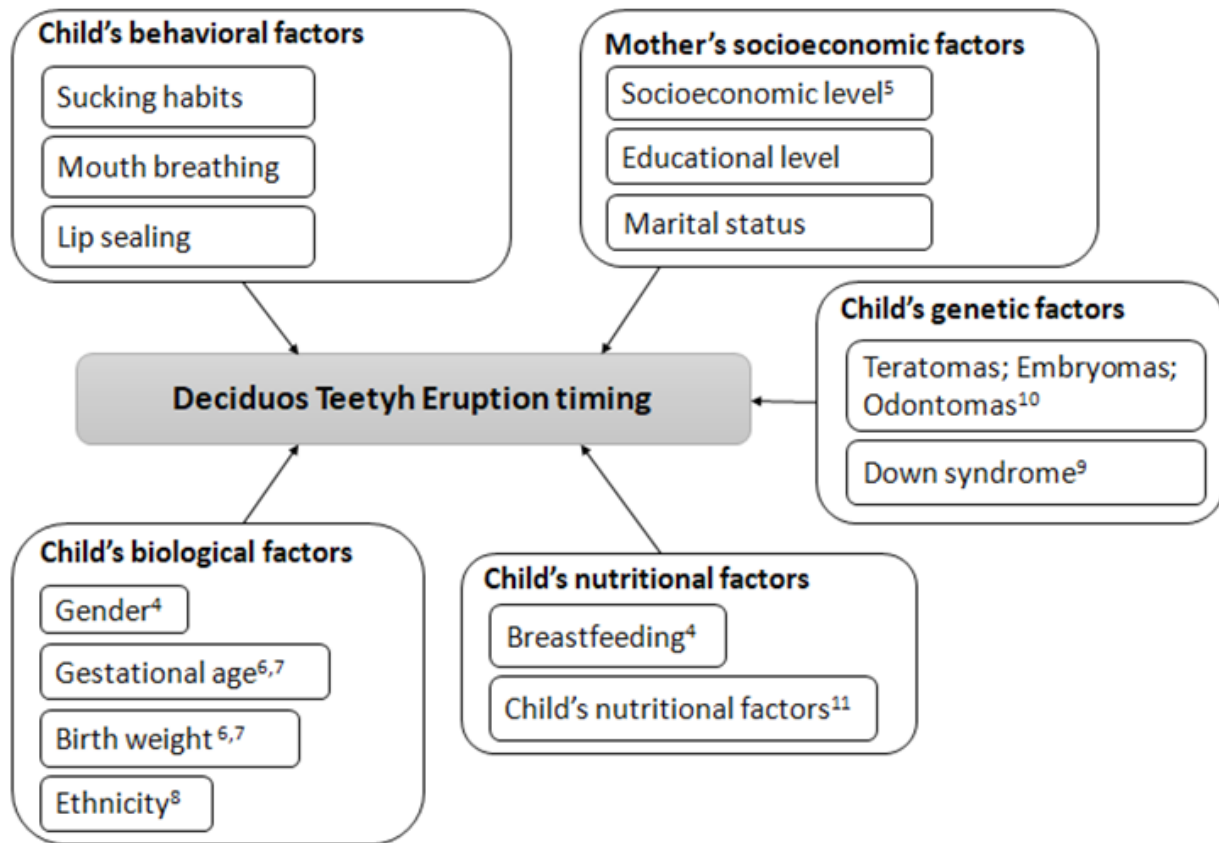 Child's behavioral factors
Sucking habits
Mouth breathing
Lip sealing
Mother's socioeconomic factors
Socioeconomic level⁵
Educational level
Marital status
Child's genetic factors
Teratomas; Embryomas;
Odontomas¹⁰
Down syndrome⁹
Deciduos Teetyh Eruption timing
Child's biological factors
Gender⁴
Gestational age⁶,⁷
Birth weight ⁶,⁷
Ethnicity⁸
Child's nutritional factors
Breastfeeding⁴
Child's nutritional factors¹¹